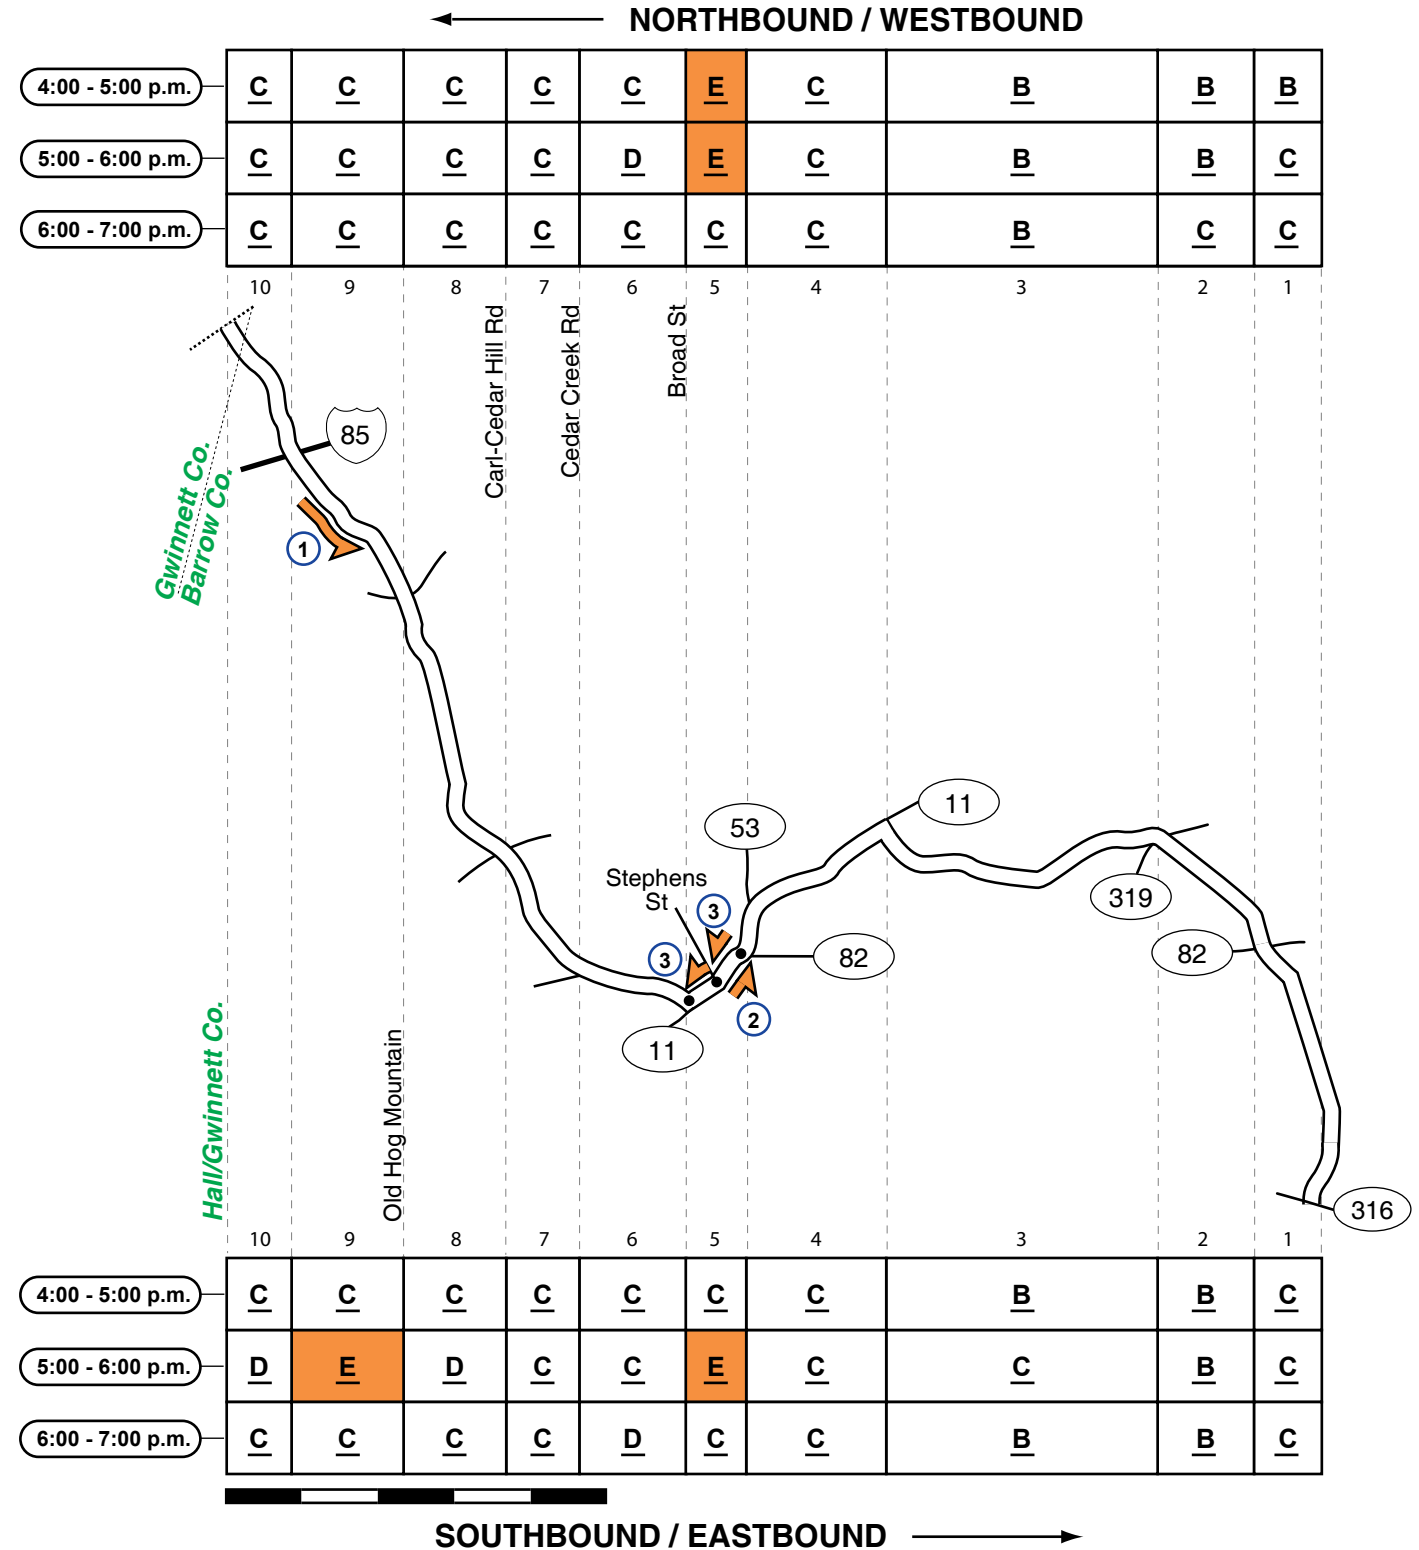 NORTHBOUND / WESTBOUND
4:00 - 5:00 p.m. C C C C C E C B B B
5:00 - 6:00 p.m. C C C C D E C B B C
6:00 - 7:00 p.m. C C C C C C C B C C
10 9 8 7 6 5 4 3 2 1
Carl-Cedar Hill Rd
Cedar Creek Rd
Broad St
85
Gwinnett Co.
Barrow Co.
1
11
53
Stephens
St
3
319
3
82
82
2
11
Hall/Gwinnett Co.
Old Hog Mountain
316
10 9 8 7 6 5 4 3 2 1
4:00 - 5:00 p.m. C C C C C C C B B C
5:00 - 6:00 p.m. D E D C C E C C B C
6:00 - 7:00 p.m. C C C C D C C B B C
SOUTHBOUND / EASTBOUND